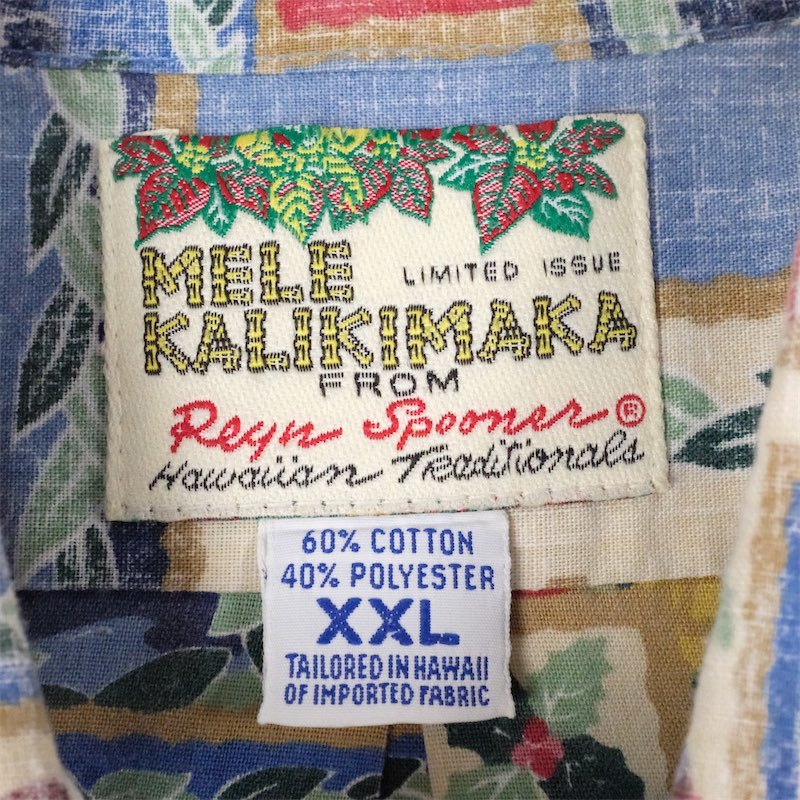 MELE LIMITED ISSUE
KALIKIMAKA
FROM
Reyn Spooner®
Hawaiian Traditionals
60% COTTON
40% POLYESTER
XXL
TAILORED IN HAWAII
OF IMPORTED FABRIC